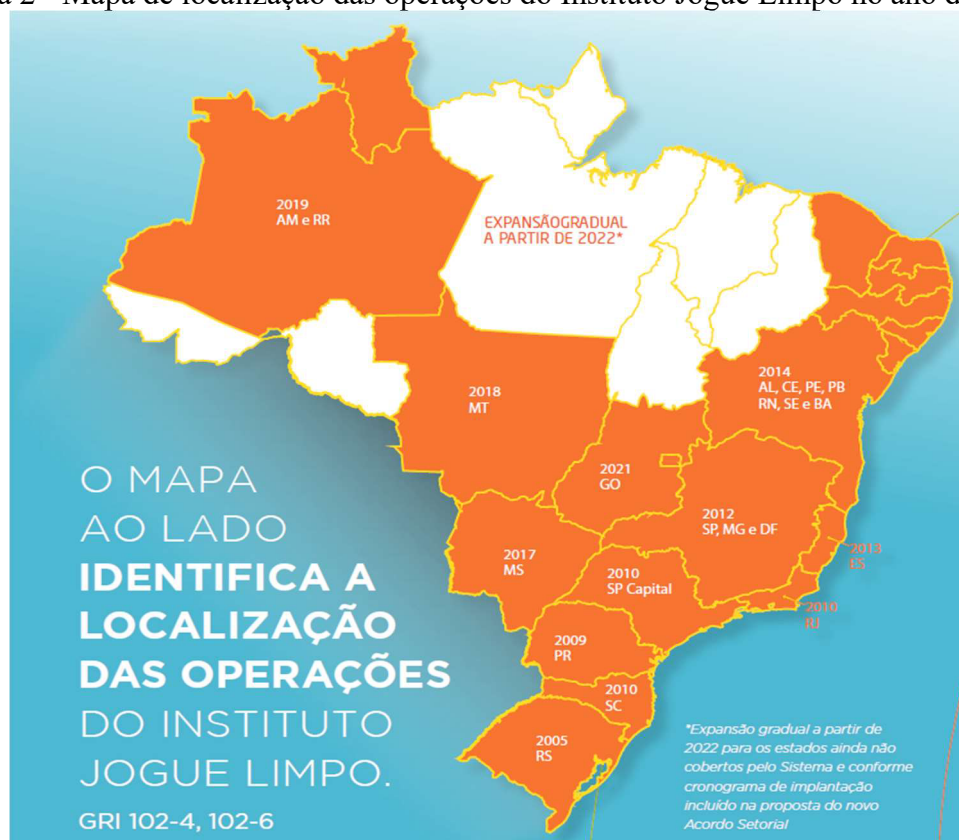 Mapa de localização das operações do Instituto Jogue Limpo no ano d
2019
AM e RR
EXPANSÃOGRADUAL
A PARTIR DE 2022*
2014
AL, CE, PE, PB
RN, SE e BA
2018
MT
2021
GO
2012
SP, MG e DF
2013
ES
2017
MS
2010
SP Capital
2010
RJ
2009
PR
2010
SC
2005
RS
O MAPA
AO LADO
IDENTIFICA A
LOCALIZAÇÃO
DAS OPERAÇÕES
DO INSTITUTO
JOGUE LIMPO.
GRI 102-4, 102-6
*Expansão gradual a partir de
2022 para os estados ainda não
cobertos pelo Sistema e conforme
cronograma de implantação
incluído na proposta do novo
Acordo Setorial